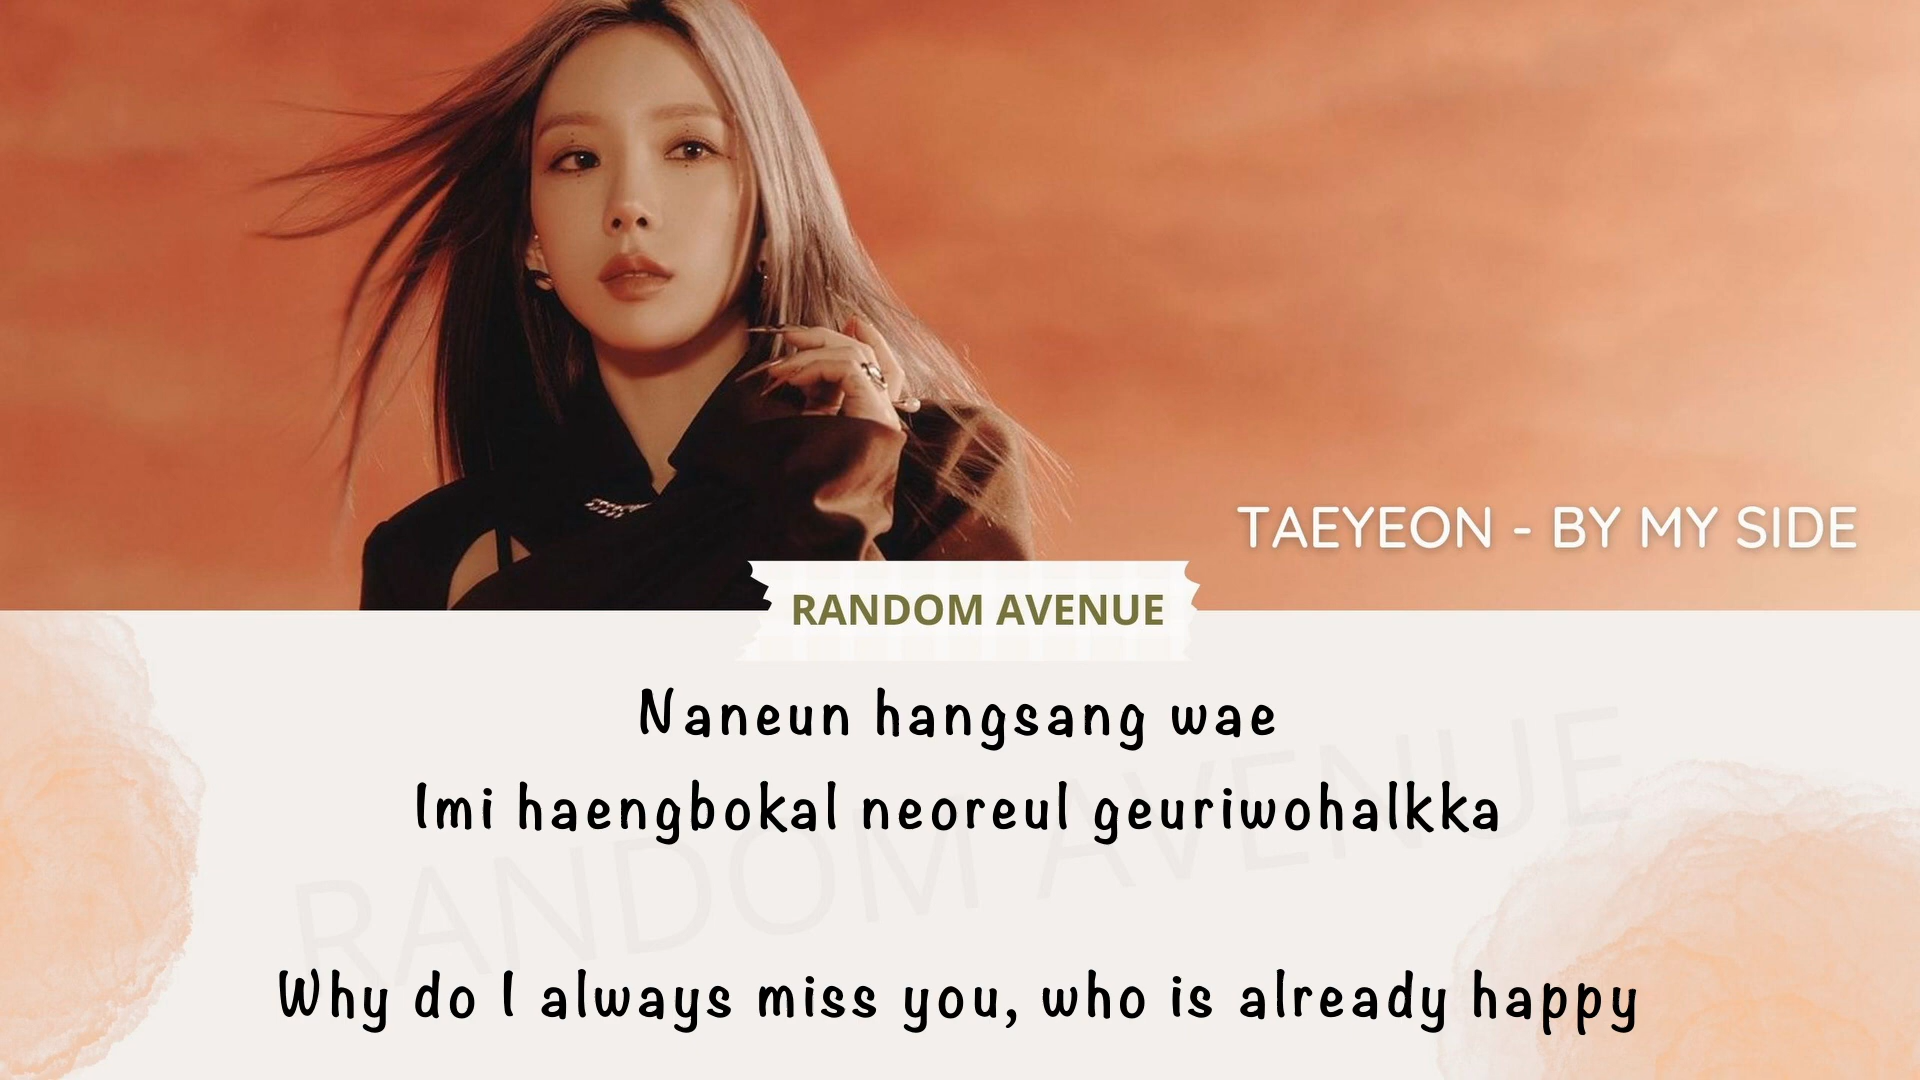 TAEYEON - BY MY SIDE
RANDOM AVENUE
Naneun hangsang wae
Imi haengbokal neoreul geuriwohalkka
RANDOM AVENUE
Why do I always miss you, who is already happy